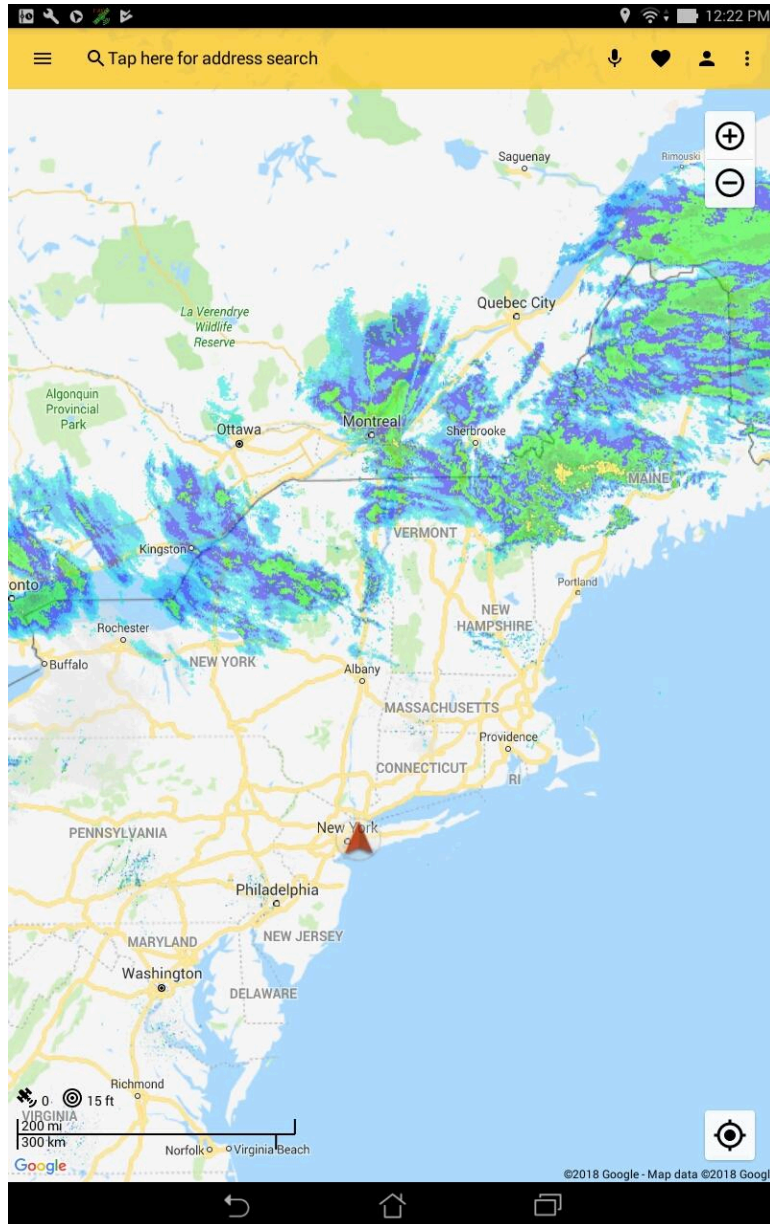 12:22 PM
Tap here for address search
Saguenay
Rimouski
Quebec City
La Verendrye
Wildlife
Reserve
Algonquin
Provincial
Park
Ottawa
Montreal
Sherbrooke
MAINE
VERMONT
Kingston
onto
Portland
NEW
HAMPSHIRE
Rochester
NEW YORK
Buffalo
Albany
MASSACHUSETTS
Providence
CONNECTICUT
RI
New York
PENNSYLVANIA
Philadelphia
NEW JERSEY
MARYLAND
Washington
DELAWARE
Richmond
0 15 ft
VIRGINIA
200 mi
300 km
Norfolk Virginia Beach
Google
©2018 Google - Map data ©2018 Googl